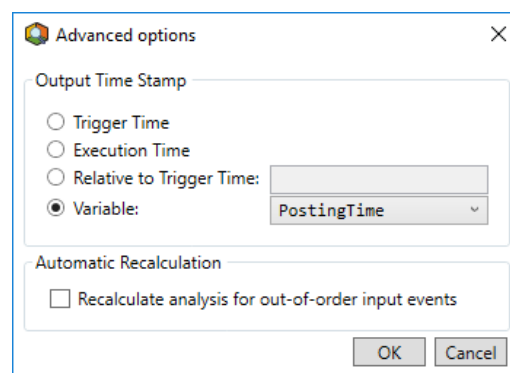 Advanced options
Output Time Stamp
Trigger Time
Execution Time
Relative to Trigger Time:
Variable: PostingTime
Automatic Recalculation
Recalculate analysis for out-of-order input events
OK Cancel